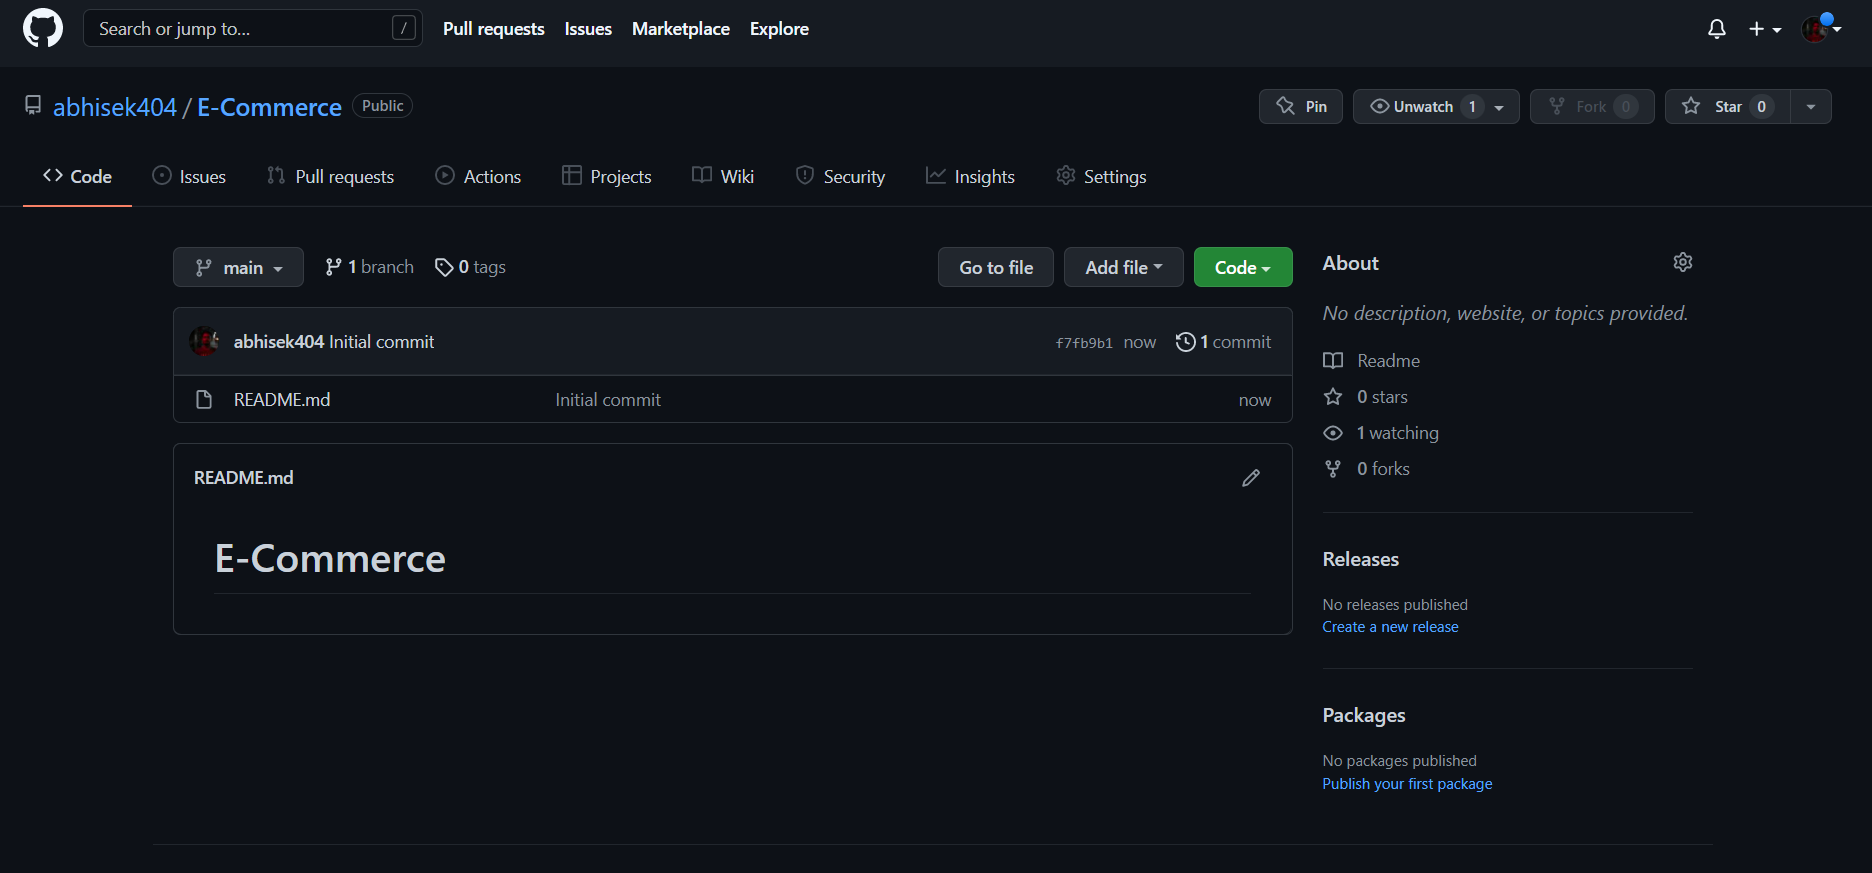 Search or jump to... / Pull requests Issues Marketplace Explore
abhisek404 / E-Commerce Public Pin Unwatch 1 Fork 0 Star 0
Code Issues Pull requests Actions Projects Wiki Security Insights Settings
main 1 branch 0 tags Go to file Add file Code
abhisek404 Initial commit f7fb9b1 now 1 commit
README.md Initial commit now
README.md
E-Commerce
About
No description, website, or topics provided.
Readme
0 stars
1 watching
0 forks
Releases
No releases published
Create a new release
Packages
No packages published
Publish your first package